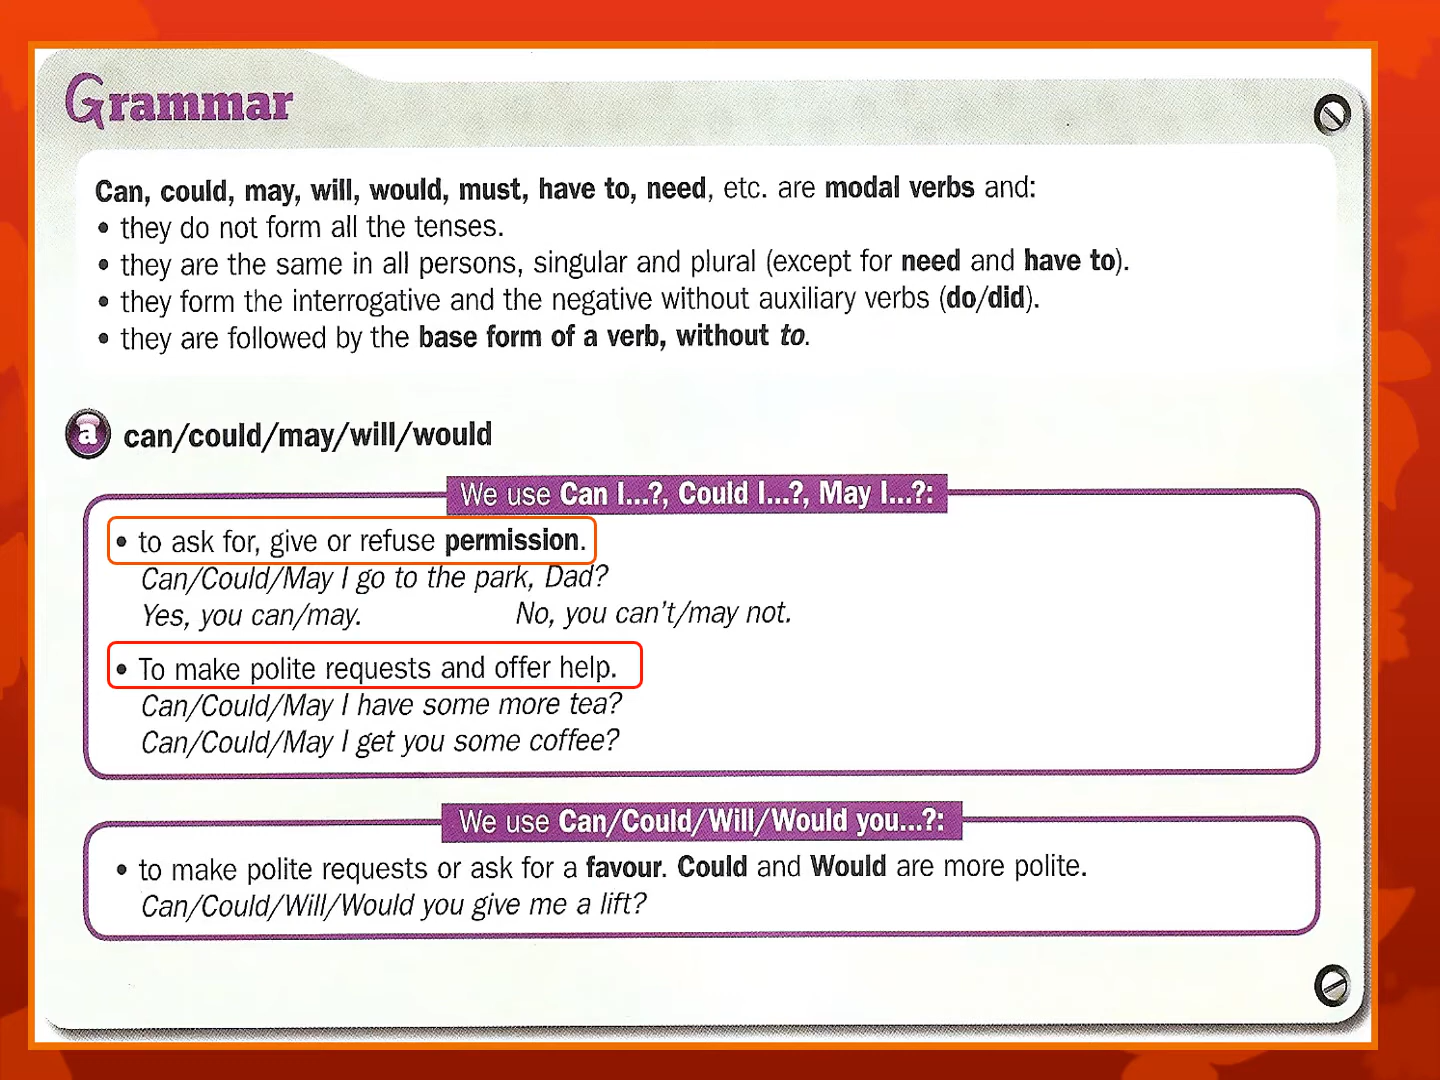 Grammar
Can, could, may, will, would, must, have to, need, etc. are modal verbs and:
• they do not form all the tenses.
• they are the same in all persons, singular and plural (except for need and have to).
• they form the interrogative and the negative without auxiliary verbs (do/did).
• they are followed by the base form of a verb, without to.
a can/could/may/will/would
We use Can I...?, Could I...?, May I...?:
• to ask for, give or refuse permission.
Can/Could/May I go to the park, Dad?
Yes, you can/may. No, you can't/may not.
• To make polite requests and offer help.
Can/Could/May I have some more tea?
Can/Could/May I get you some coffee?
We use Can/Could/Will/Would you...?:
• to make polite requests or ask for a favour. Could and Would are more polite.
Can/Could/Will/Would you give me a lift?